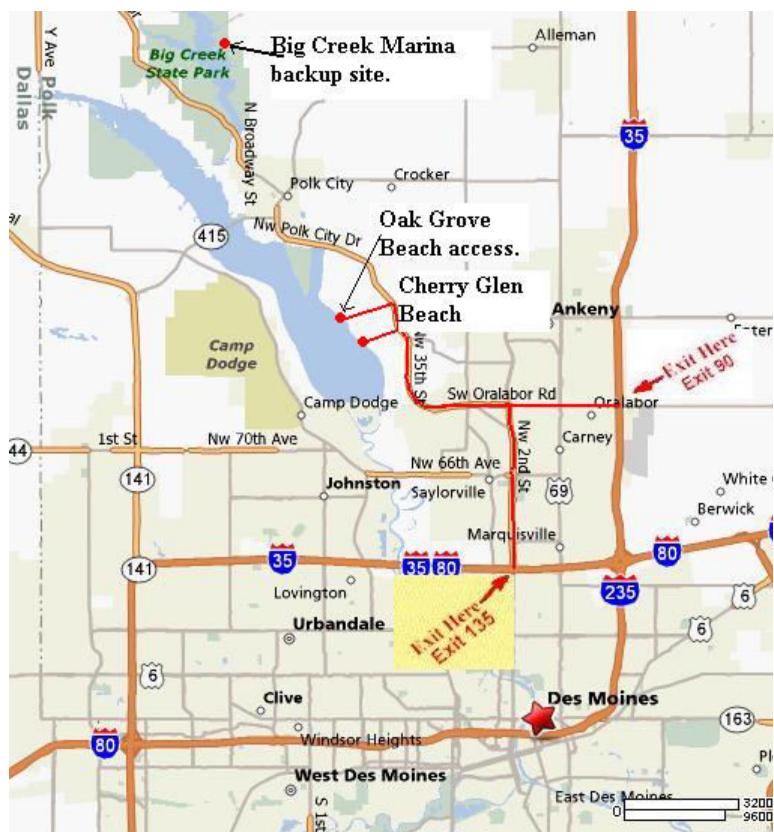 Y Ave
Polk
Dallas
Big Creek
State Park
Big Creek Marina
backup site.
Alleman
35
N Broadway St
Polk City
Crocker
415
Nw Polk City Dr
Oak Grove
Beach access.
Cherry Glen
Beach
Ankeny
Camp
Dodge
Nw 35th St
Exit Here
Exit 90
Sw Oralabor Rd
Oralabor
Camp Dodge
1st St
Nw 70th Ave
44
141
Nw 2nd St
Carney
Nw 66th Ave
Johnston
Saylorville
69
White
Berwick
Marquisville
141
35
35
80
80
235
Lovington
Exit Here
Exit 135
6
Urbandale
6
6
Clive
Des Moines
163
80
Windsor Heights
West Des Moines
S 1st
East Des Moines
0
3200
9600